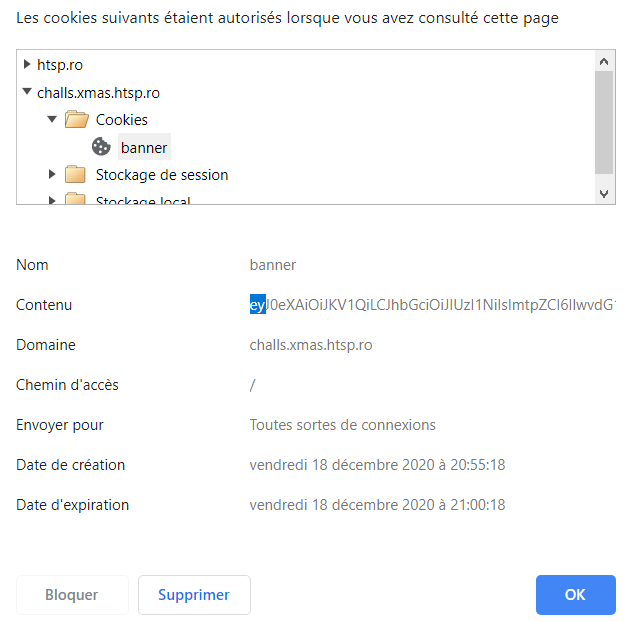 Les cookies suivants étaient autorisés lorsque vous avez consulté cette page
htsp.ro
challs.xmas.htsp.ro
Cookies
banner
Stockage de session
Stockage local
Nom banner
Contenu eyJ0eXAiOiJKV1QiLCJhbGciOiJIUzI1NiIsImtpZCI6IlwvdG
Domaine challs.xmas.htsp.ro
Chemin d'accès /
Envoyer pour Toutes sortes de connexions
Date de création vendredi 18 décembre 2020 à 20:55:18
Date d'expiration vendredi 18 décembre 2020 à 21:00:18
Bloquer Supprimer OK